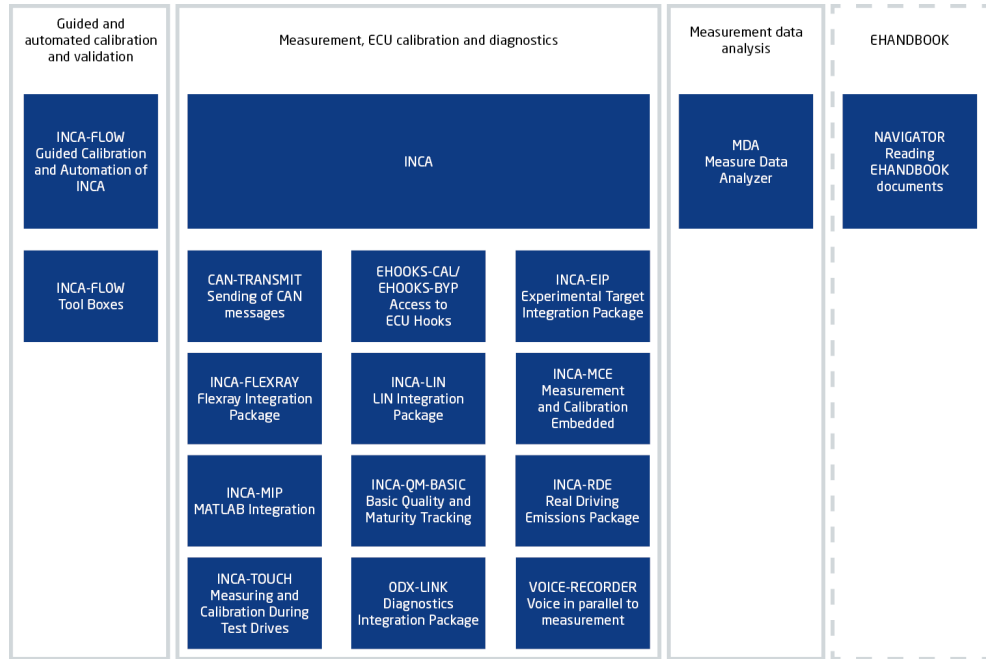 Guided and
automated calibration
and validation
Measurement, ECU calibration and diagnostics
Measurement data
analysis
EHANDBOOK
INCA-FLOW
Guided Calibration
and Automation of
INCA
INCA
MDA
Measure Data
Analyzer
NAVIGATOR
Reading
EHANDBOOK
documents
INCA-FLOW
Tool Boxes
CAN-TRANSMIT
Sending of CAN
messages
EHOOKS-CAL/
EHOOKS-BYP
Access to
ECU Hooks
INCA-EIP
Experimental Target
Integration Package
INCA-FLEXRAY
Flexray Integration
Package
INCA-LIN
LIN Integration
Package
INCA-MCE
Measurement
and Calibration
Embedded
INCA-MIP
MATLAB Integration
INCA-QM-BASIC
Basic Quality and
Maturity Tracking
INCA-RDE
Real Driving
Emissions Package
INCA-TOUCH
Measuring and
Calibration During
Test Drives
ODX-LINK
Diagnostics
Integration Package
VOICE-RECORDER
Voice in parallel to
measurement